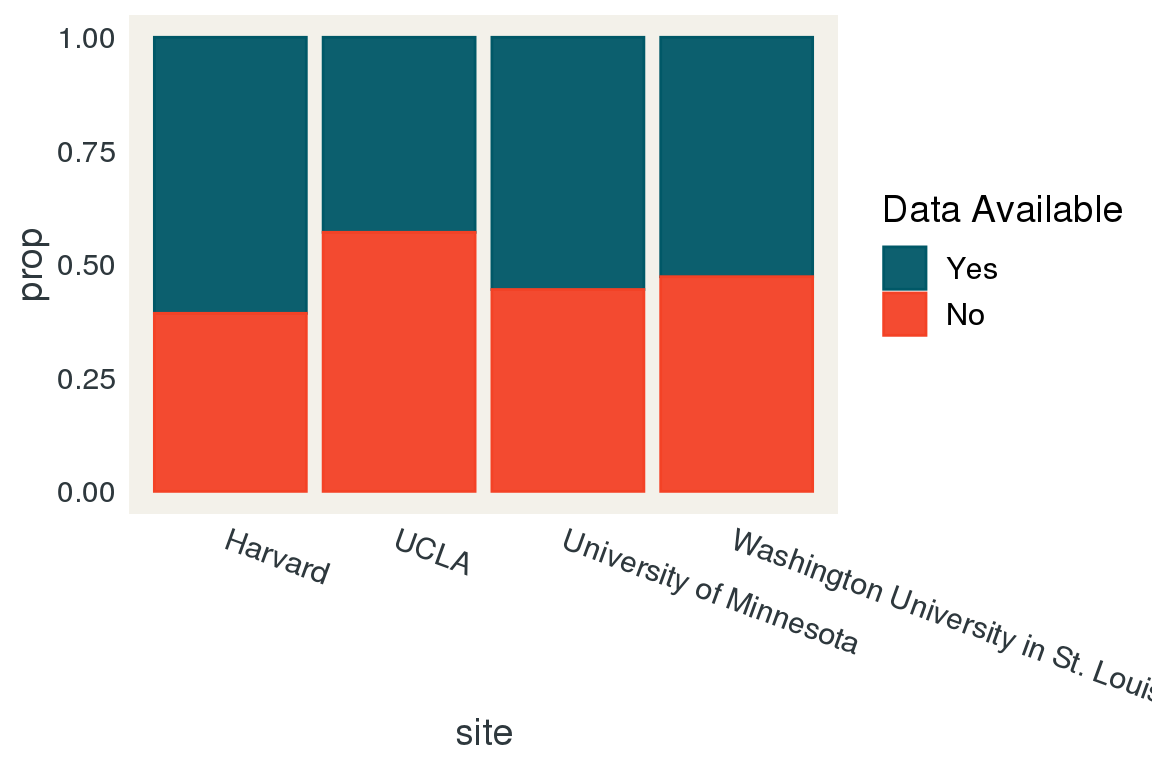 1.00
0.75
0.50
0.25
0.00
prop
Harvard
UCLA
University of Minnesota
Washington University in St. Louis
site
Data Available
Yes
No